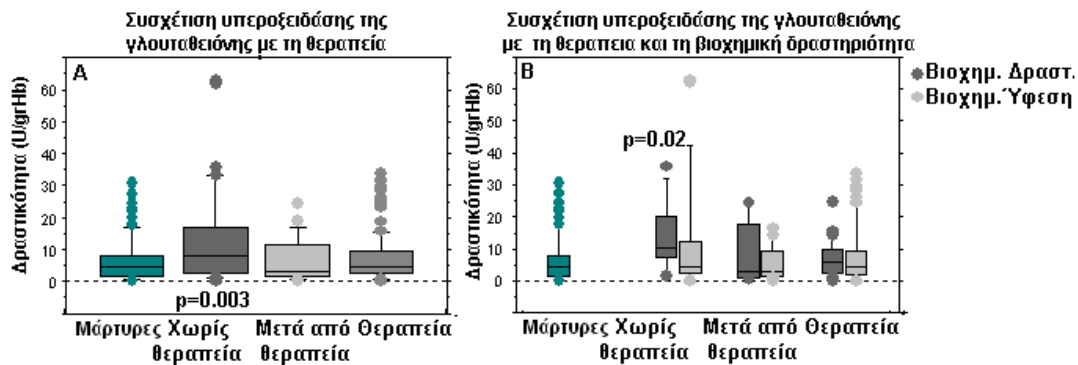 Συσχέτιση υπεροξειδάσης της
γλουταθειόνης με τη θεραπεία
A
Δραστικότητα (U/grHb)
60
50
40
30
20
10
0
p=0.003
Μάρτυρες Χωρίς θεραπεία Μετά από θεραπεία Θεραπεία
Συσχέτιση υπεροξειδάσης της γλουταθειόνης
με τη θεραπεια και τη βιοχημική δραστηριότητα
B
Δραστικότητα (U/grHb)
60
50
40
30
20
10
0
p=0.02
Μάρτυρες Χωρίς θεραπεία Μετά από θεραπεία Θεραπεία
Βιοχημ. Δραστ.
Βιοχημ. Ύφεση